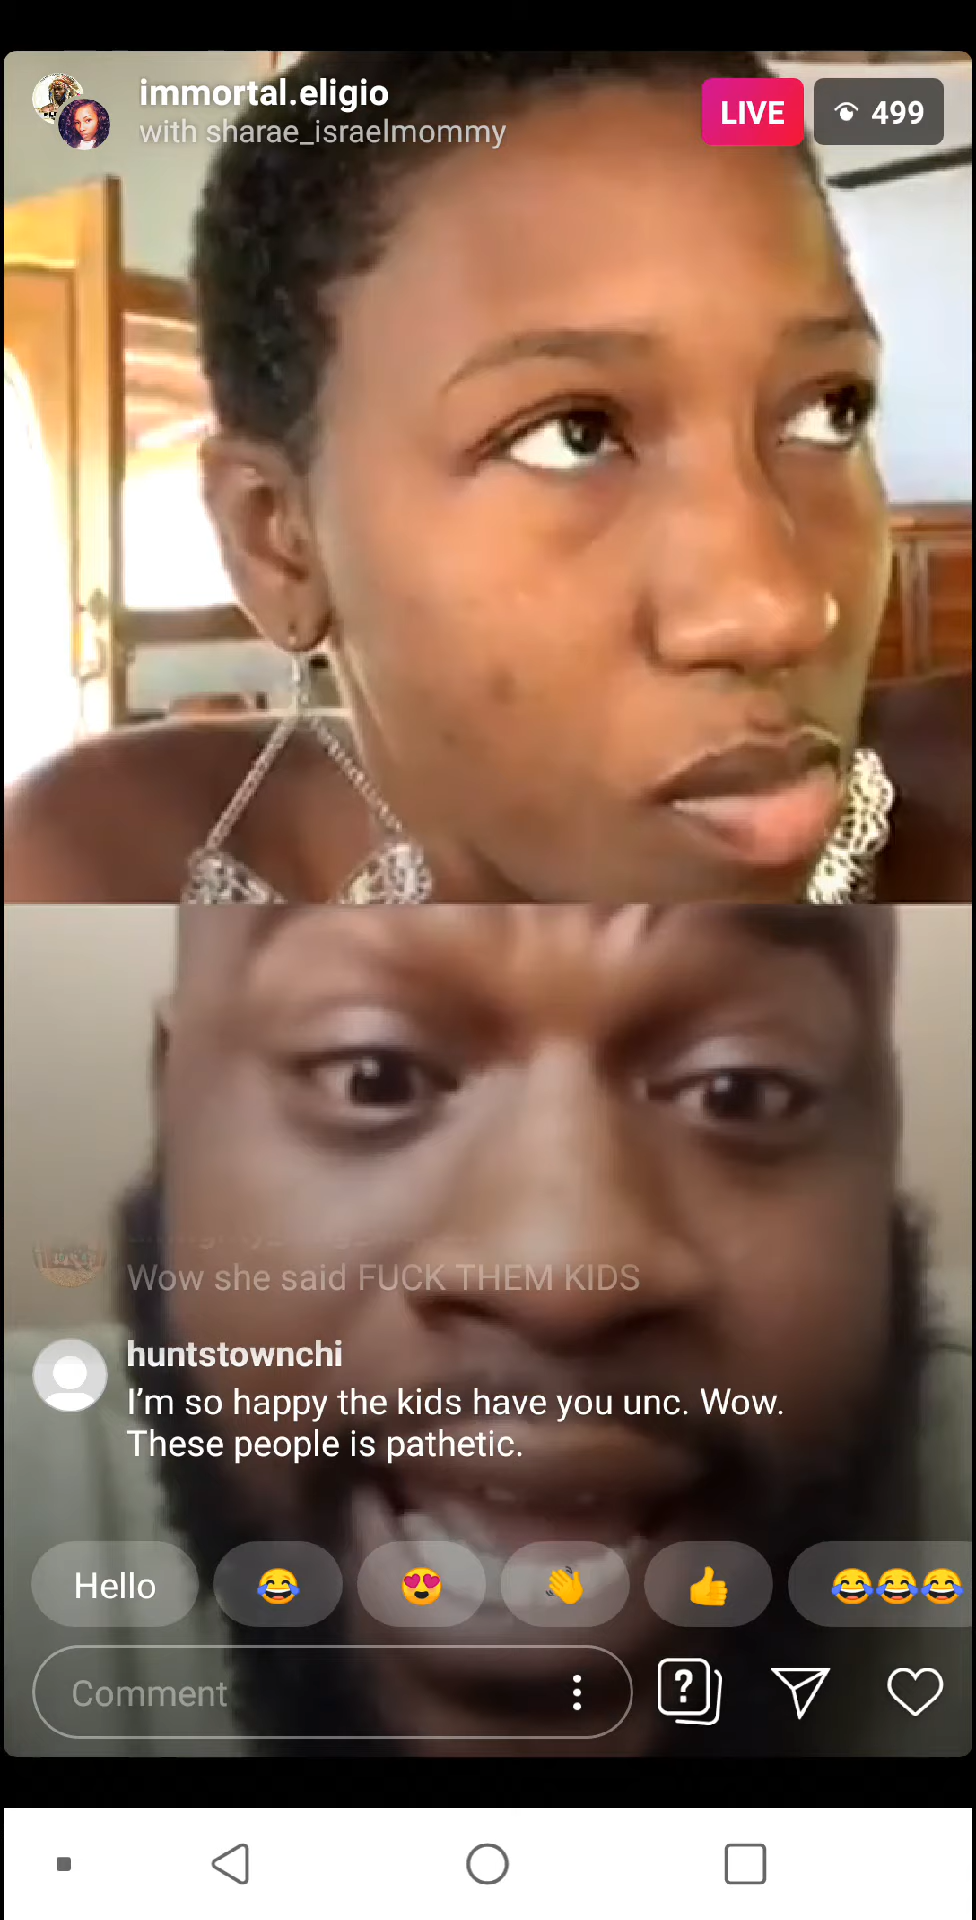 immortal.eligio
with sharae_israelmommy
LIVE
499
Wow she said FUCK THEM KIDS
huntstownchi
I’m so happy the kids have you unc. Wow.
These people is pathetic.
Hello
Comment
?